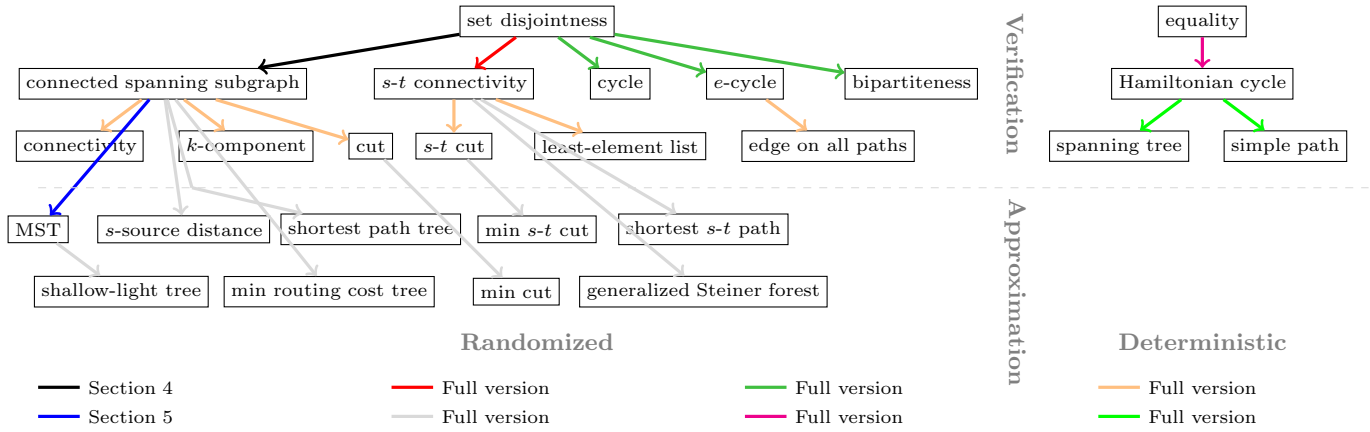 set disjointness
equality
Verification
connected spanning subgraph
s-t connectivity
cycle
e-cycle
bipartiteness
Hamiltonian cycle
connectivity
k-component
cut
s-t cut
least-element list
edge on all paths
spanning tree
simple path
Approximation
MST
s-source distance
shortest path tree
min s-t cut
shortest s-t path
shallow-light tree
min routing cost tree
min cut
generalized Steiner forest
Randomized
Deterministic
Section 4
Full version
Full version
Full version
Section 5
Full version
Full version
Full version